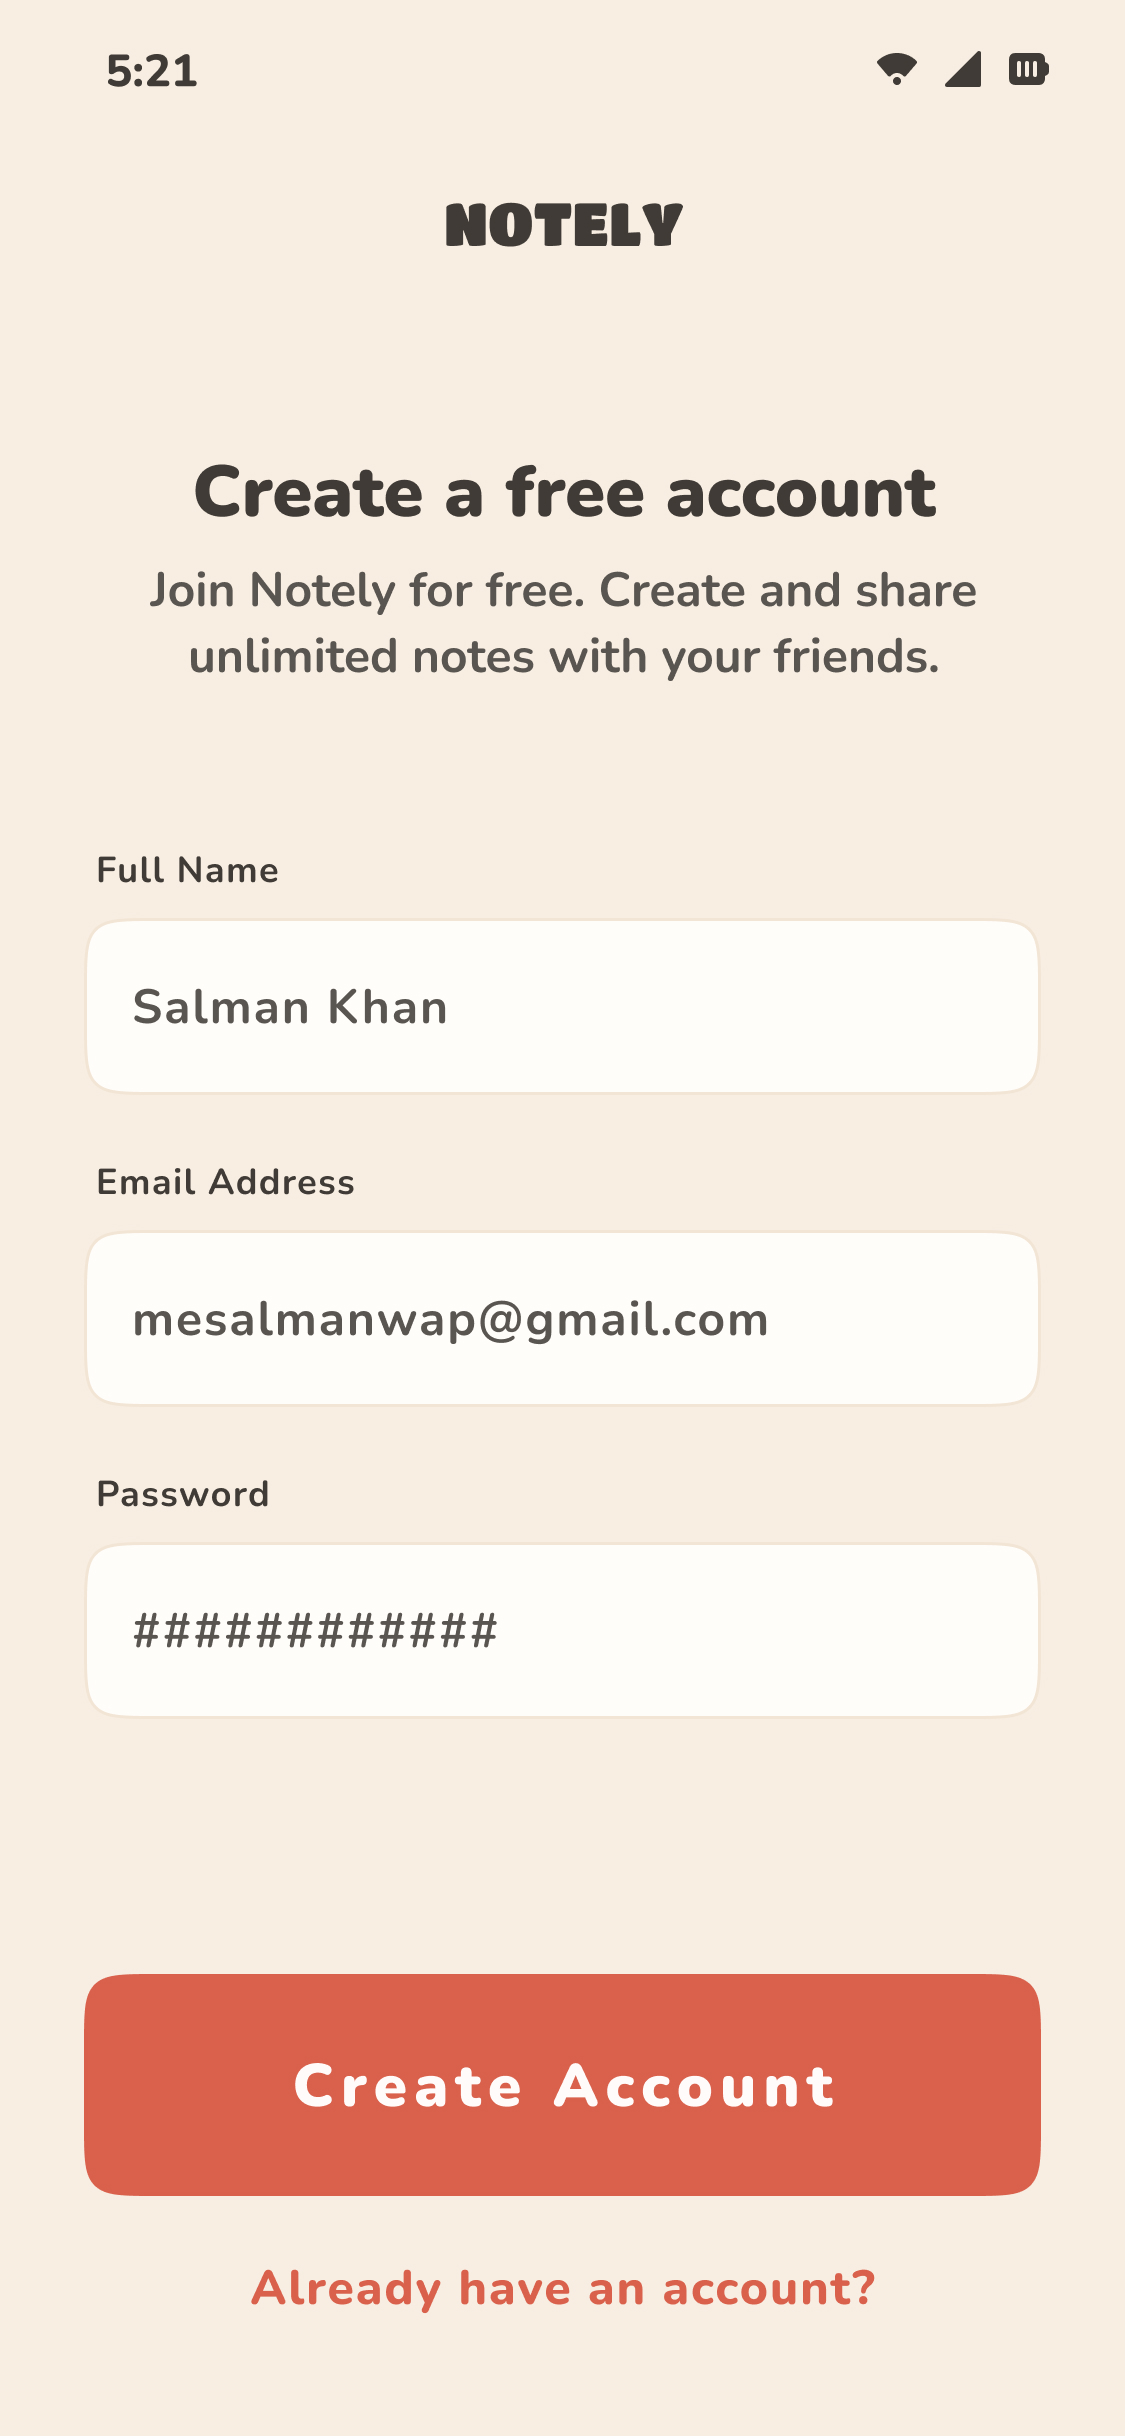 5:21
NOTELY
Create a free account
Join Notely for free. Create and share
unlimited notes with your friends.
Full Name
Salman Khan
Email Address
mesalmanwap@gmail.com
Password
############
Create Account
Already have an account?